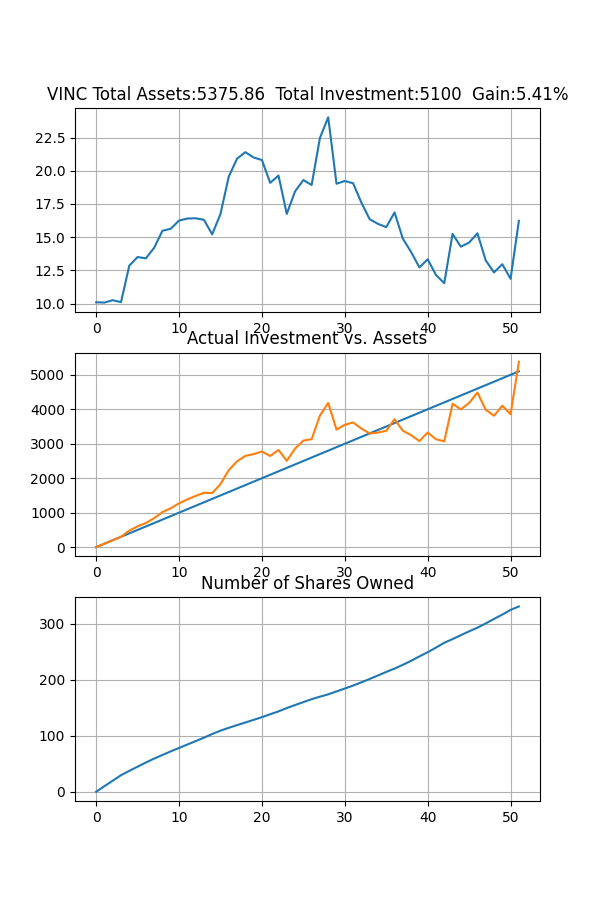 VINC Total Assets:5375.86  Total Investment:5100  Gain:5.41%
22.5
20.0
17.5
15.0
12.5
10.0
0 10 20 30 40 50
Actual Investment vs. Assets
5000
4000
3000
2000
1000
0
0 10 20 30 40 50
Number of Shares Owned
300
200
100
0
0 10 20 30 40 50